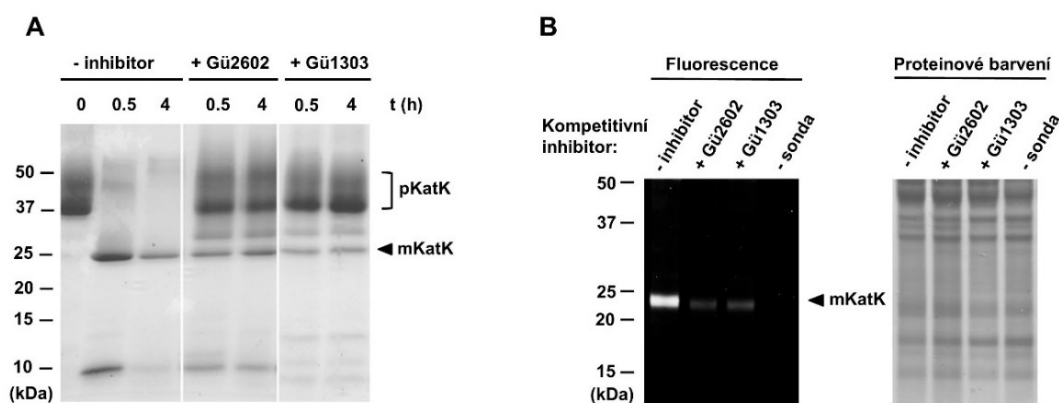 A
- inhibitor + Gü2602 + Gü1303
0 0.5 4 0.5 4 0.5 4 t (h)
50
37
25
20
15
10
(kDa)
pKatK
mKatK
B
Fluorescence
Kompetitivní
inhibitor:
- inhibitor
+ Gü2602
+ Gü1303
- sonda
50
37
25
20
15
(kDa)
mKatK
Proteinové barvení
- inhibitor
+ Gü2602
+ Gü1303
- sonda